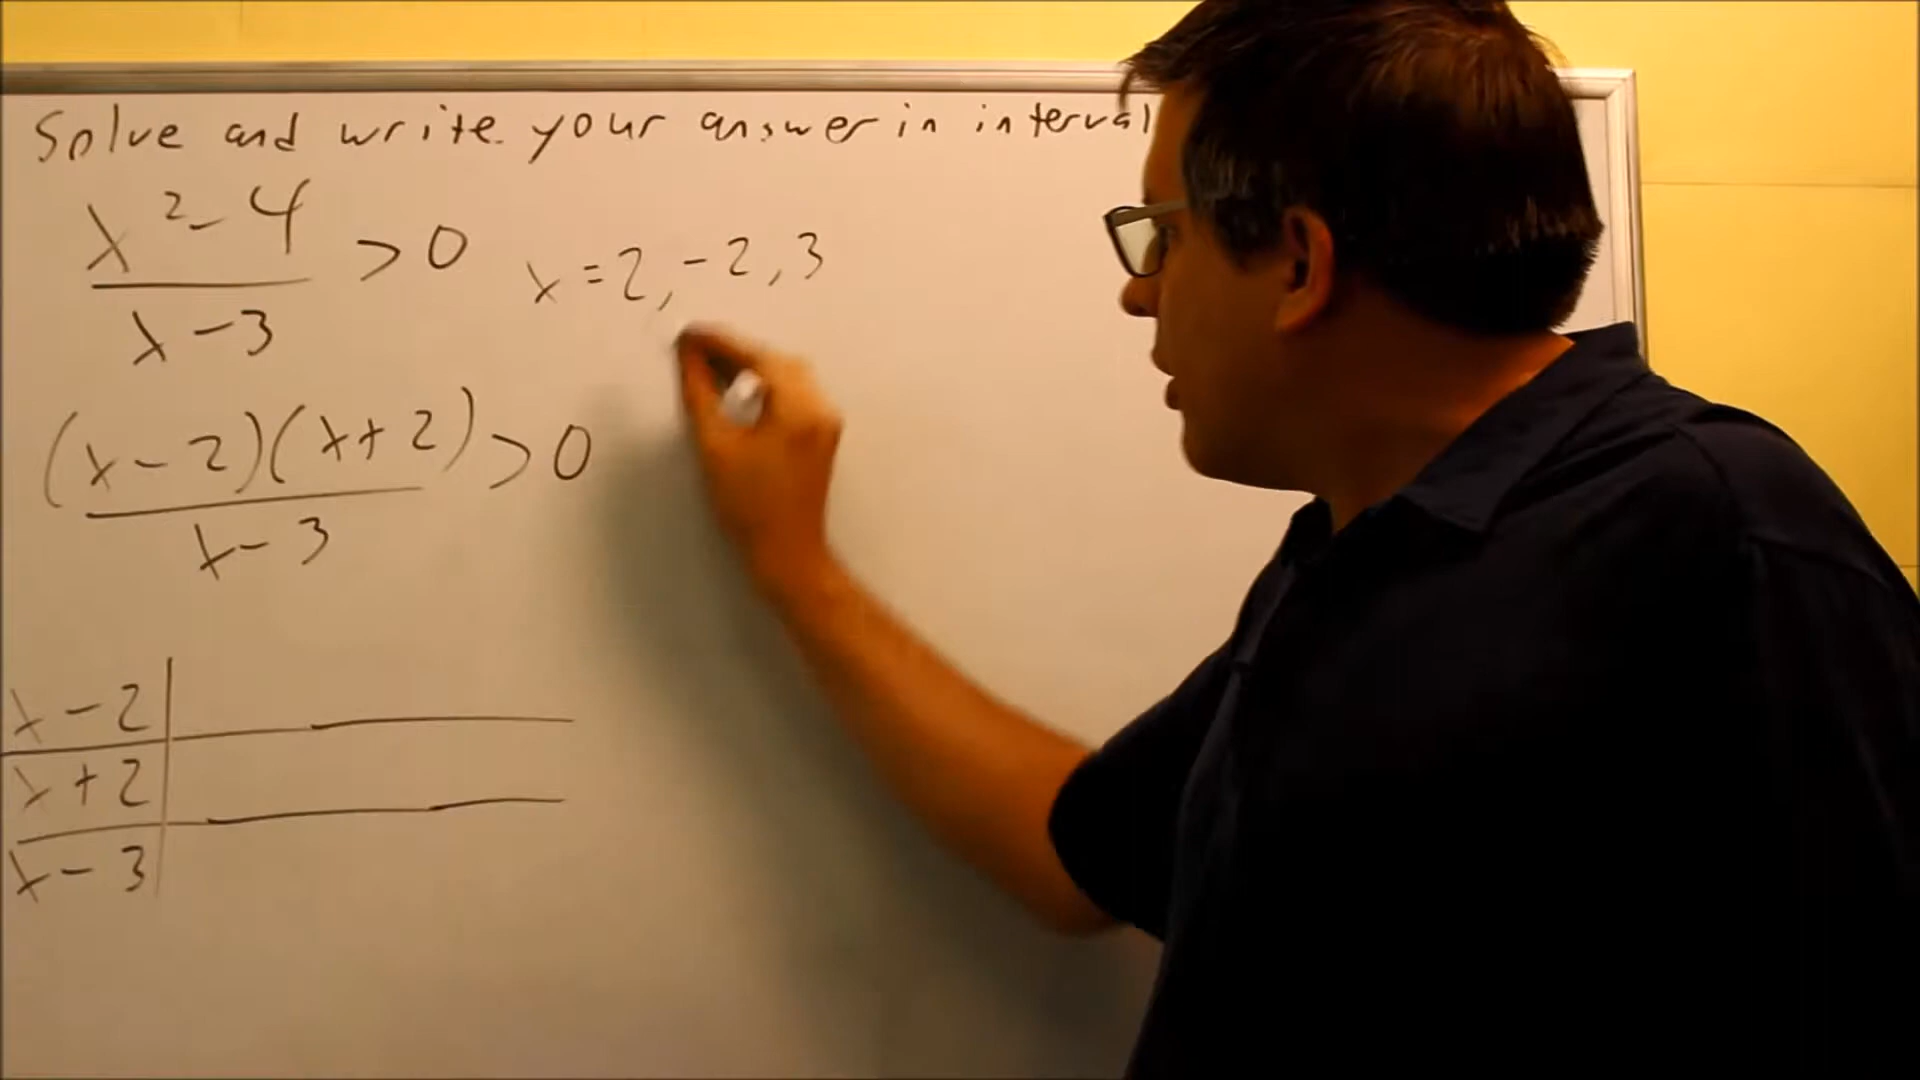 Solve and write your answer in interval
x² - 4 / x - 3 > 0
x = 2, -2, 3
(x - 2)(x + 2) / x - 3 > 0
x - 2
x + 2
x - 3